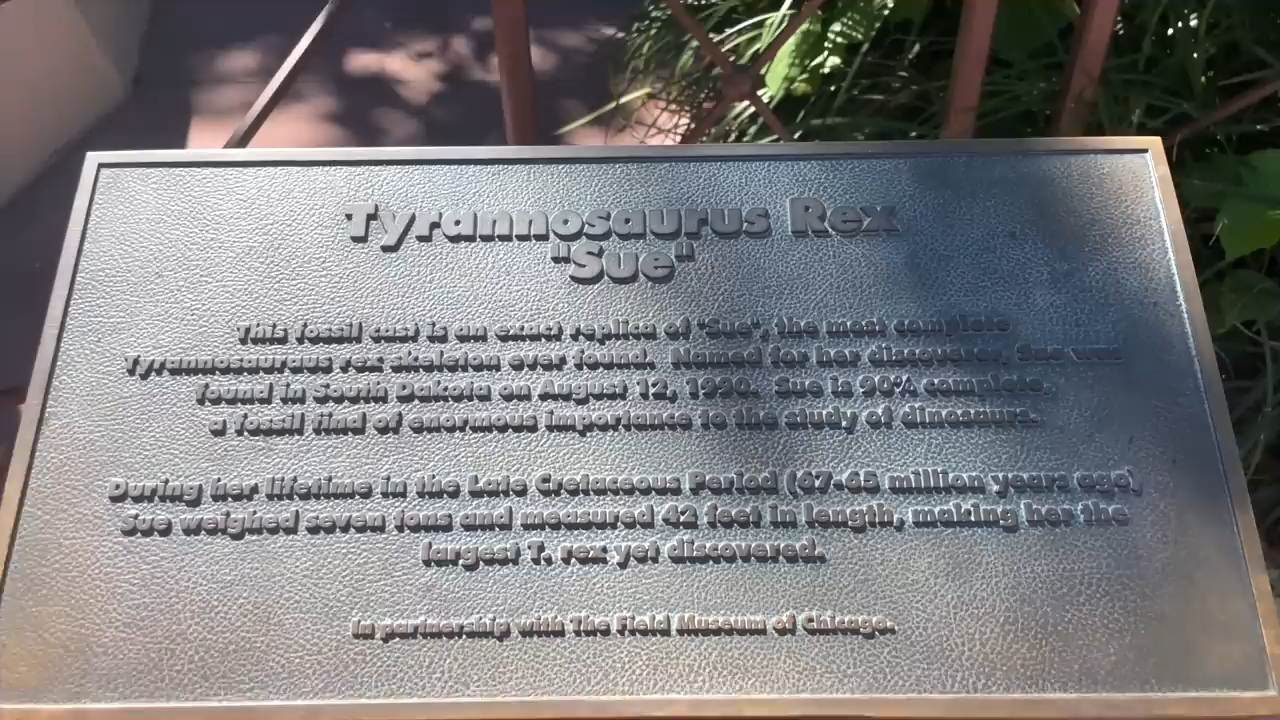 Tyrannosaurus Rex
"Sue"
This fossil cast is an exact replica of "Sue", the most complete
Tyrannosauraus rex skeleton ever found. Named for her discoverer, Sue was
found in South Dakota on August 12, 1990. Sue is 90% complete,
a fossil find of enormous importance to the study of dinosaurs.
During her lifetime in the Late Cretaceous Period (67-65 million years ago)
Sue weighed seven tons and measured 42 feet in length, making her the
largest T. rex yet discovered.
In partnership with The Field Museum of Chicago.